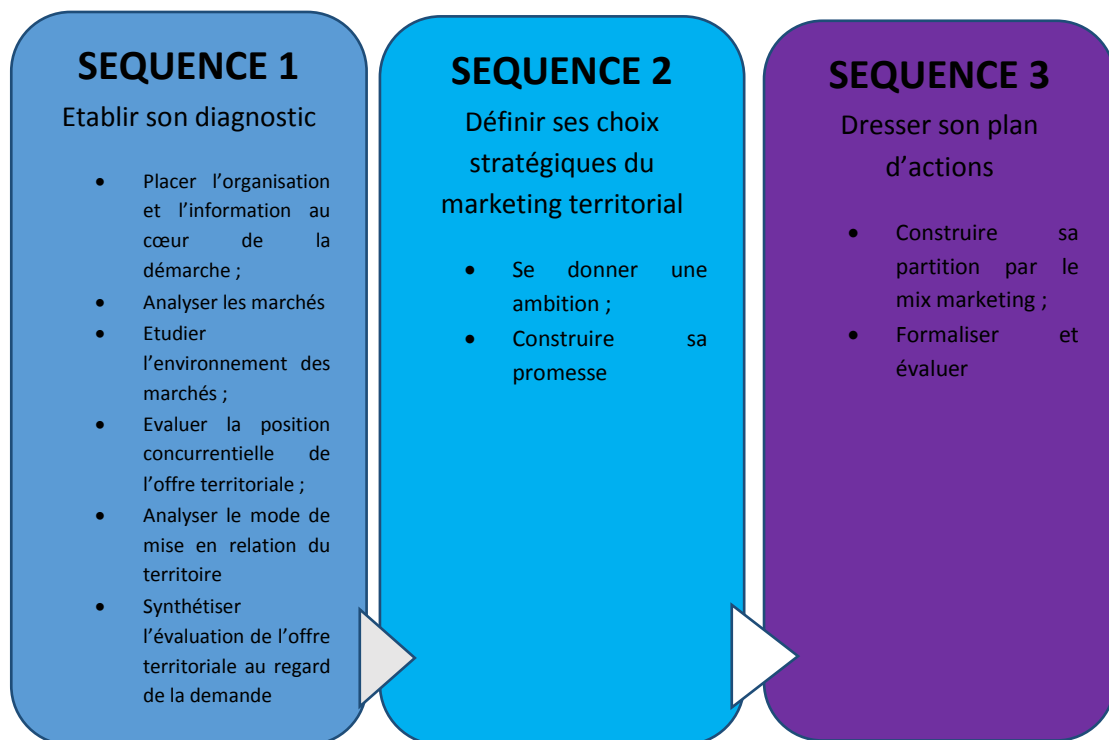 SEQUENCE 1
Etablir son diagnostic
• Placer l’organisation
et l’information au
cœur de la
démarche ;
• Analyser les marchés
• Etudier
l’environnement des
marchés ;
• Evaluer la position
concurrentielle de
l’offre territoriale ;
• Analyser le mode de
mise en relation du
territoire
• Synthétiser
l’évaluation de l’offre
territoriale au regard
de la demande
SEQUENCE 2
Définir ses choix
stratégiques du
marketing territorial
• Se donner une
ambition ;
• Construire sa
promesse
SEQUENCE 3
Dresser son plan
d’actions
• Construire sa
partition par le
mix marketing ;
• Formaliser et
évaluer